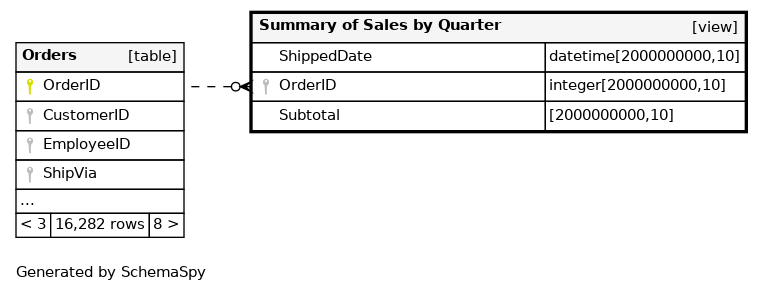 Orders [table]
OrderID
CustomerID
EmployeeID
ShipVia
...
< 3 16,282 rows 8 >
Summary of Sales by Quarter [view]
ShippedDate datetime[2000000000,10]
OrderID integer[2000000000,10]
Subtotal [2000000000,10]
Generated by SchemaSpy